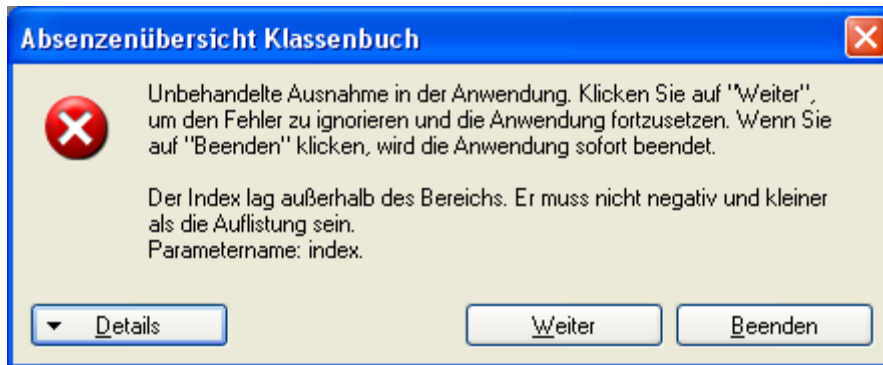 Absenzenübersicht Klassenbuch
Unbehandelte Ausnahme in der Anwendung. Klicken Sie auf "Weiter",
um den Fehler zu ignorieren und die Anwendung fortzusetzen. Wenn Sie
auf "Beenden" klicken, wird die Anwendung sofort beendet.
Der Index lag außerhalb des Bereichs. Er muss nicht negativ und kleiner
als die Auflistung sein.
Parametername: index.
Details Weiter Beenden